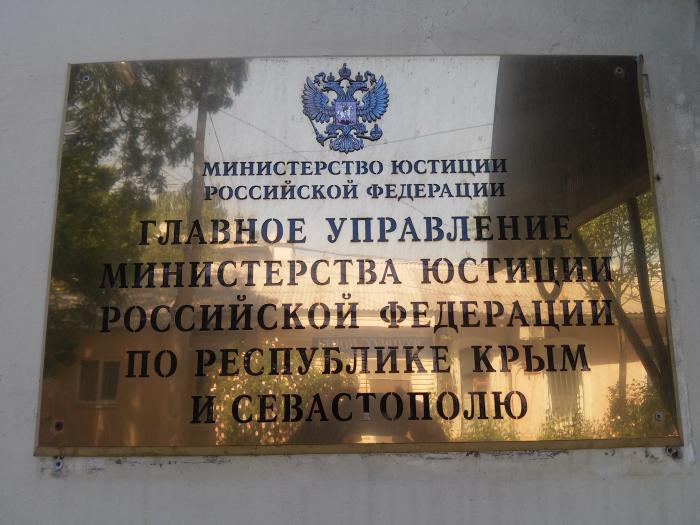 МИНИСТЕРСТВО ЮСТИЦИИ
РОССИЙСКОЙ ФЕДЕРАЦИИ
ГЛАВНОЕ УПРАВЛЕНИЕ
МИНИСТЕРСТВА ЮСТИЦИИ
РОССИЙСКОЙ ФЕДЕРАЦИИ
ПО РЕСПУБЛИКЕ КРЫМ
И СЕВАСТОПОЛЮ